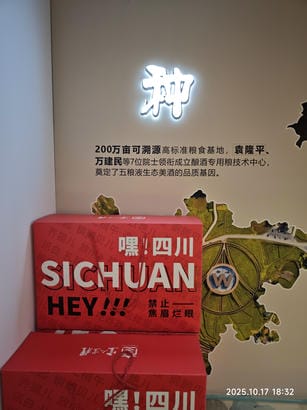 种
200万亩可溯源高标准粮食基地，袁隆平、
万建民等7位院士领衔成立酿酒专用粮技术中心，
奠定了五粮液生态美酒的品质基因。
嘿！四川
SICHUAN
HEY!!!
禁止——
焦眉烂眼
W
嘿！四川
2025.10.17 18:32